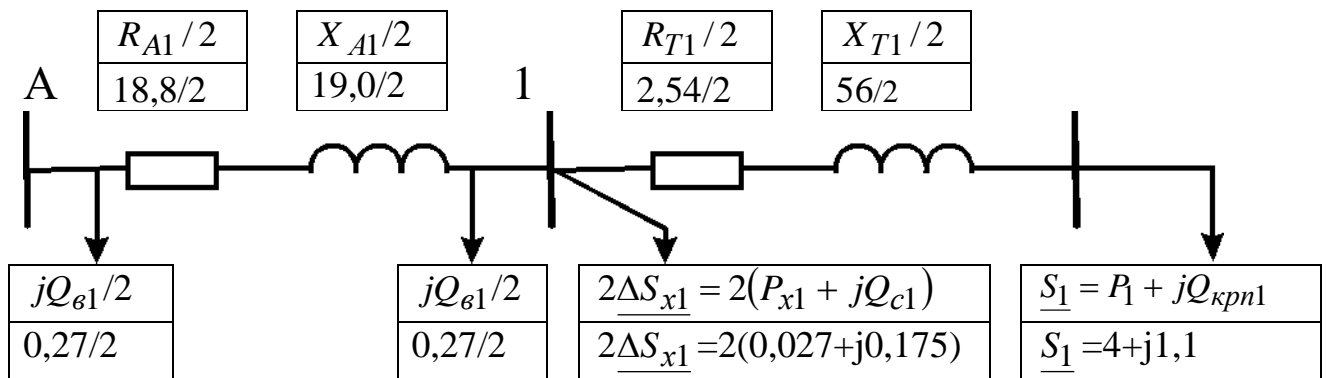 R_A1/2 X_A1/2 R_T1/2 X_T1/2
A 18,8/2 19,0/2 1 2,54/2 56/2
jQ_в1/2 jQ_в1/2 2ΔS_x1 = 2(P_x1 + jQ_c1) S_1 = P_1 + jQ_крп1
0,27/2 0,27/2 2ΔS_x1 =2(0,027+j0,175) S_1 =4+j1,1